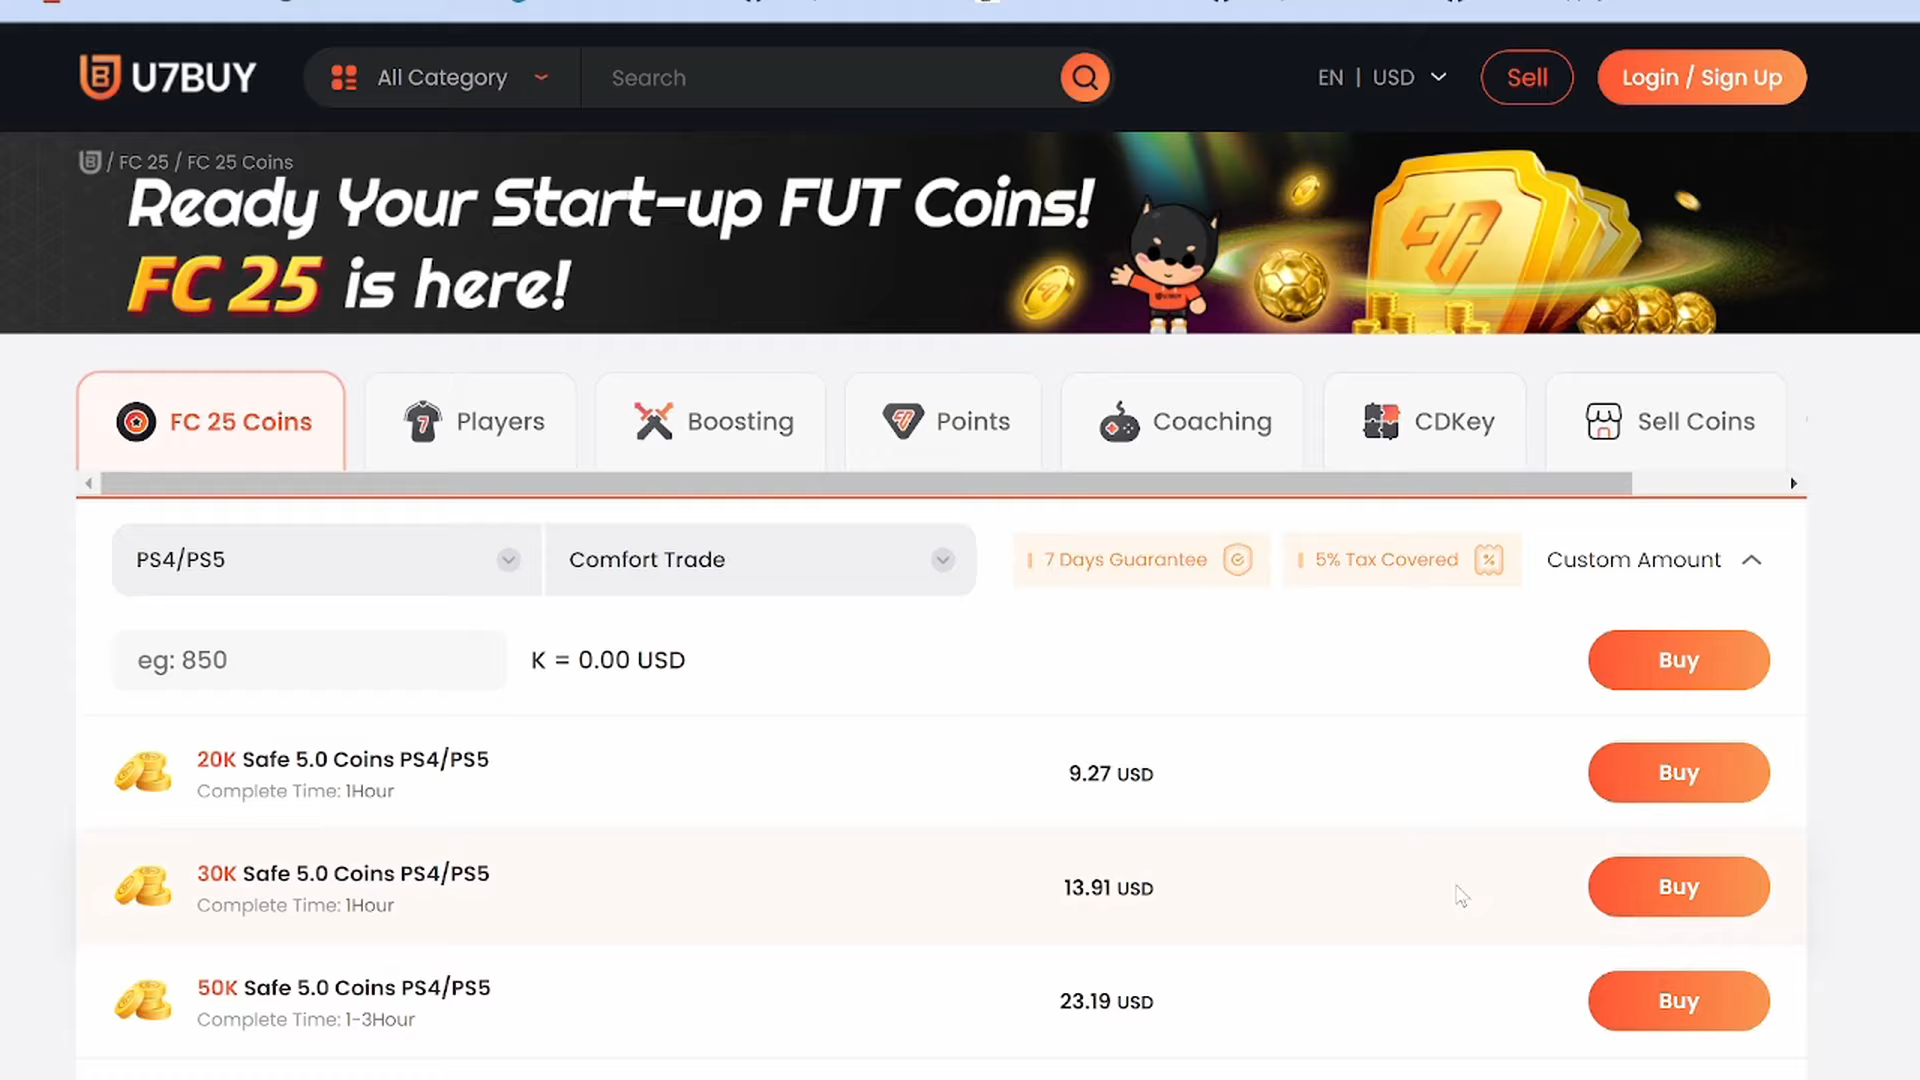 U7BUY
All Category
Search
EN | USD
Sell
Login / Sign Up
/ FC 25 / FC 25 Coins
Ready Your Start-up FUT Coins!
FC 25 is here!
FC 25 Coins
7
Players
Boosting
Points
Coaching
CDKey
Sell Coins
PS4/PS5
Comfort Trade
7 Days Guarantee
5% Tax Covered
Custom Amount
eg: 850
K = 0.00 USD
Buy
20K Safe 5.0 Coins PS4/PS5
Complete Time: 1Hour
9.27 USD
Buy
30K Safe 5.0 Coins PS4/PS5
Complete Time: 1Hour
13.91 USD
Buy
50K Safe 5.0 Coins PS4/PS5
Complete Time: 1-3Hour
23.19 USD
Buy